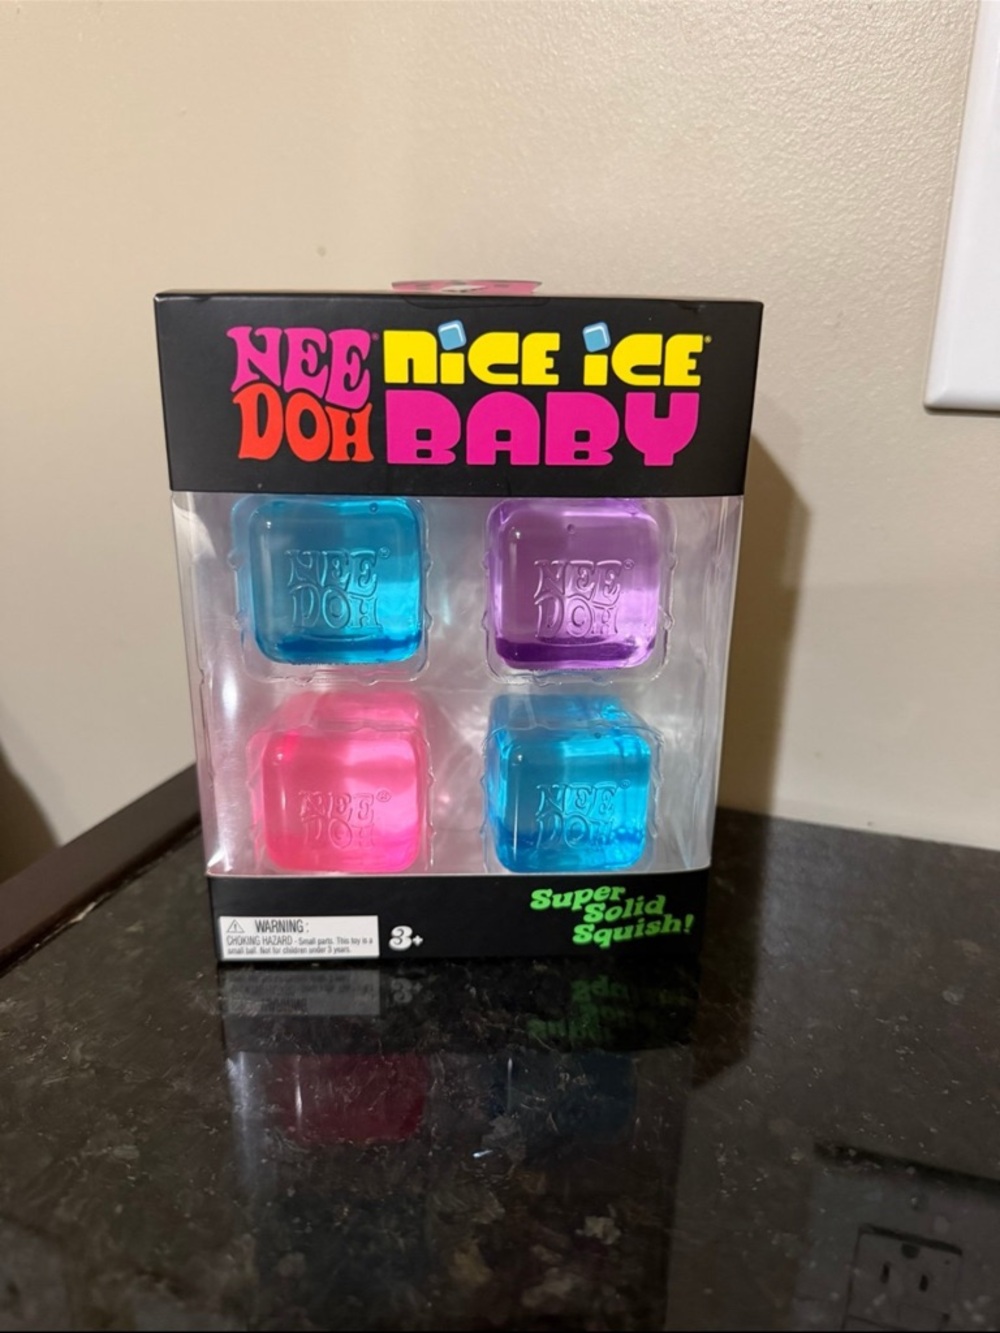 NEE® NiCE iCE®
DOH BABY
NEE®
DOH
NEE®
DOH
NEE®
DOH
NEE®
DOH
Super
Solid
Squish!
WARNING:
CHOKING HAZARD - Small parts. This toy is a
small ball. Not for children under 3 years.
3+